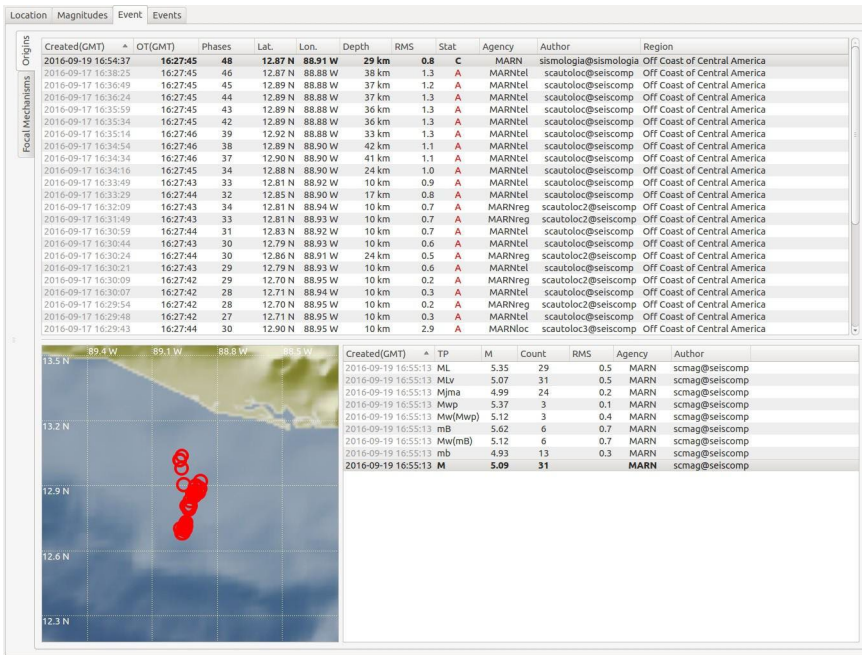 Location Magnitudes Event Events
Origins
Focal Mechanisms
Created(GMT) OT(GMT) Phases Lat. Lon. Depth RMS Stat Agency Author Region
2016-09-19 16:54:37 16:27:45 48 12.87 N 88.91 W 29 km 0.8 C MARN sismologia@sismologia Off Coast of Central America
2016-09-17 16:38:25 16:27:45 46 12.87 N 88.88 W 38 km 1.3 A MARNtel scautoloc@seiscomp Off Coast of Central America
2016-09-17 16:36:49 16:27:45 45 12.89 N 88.90 W 37 km 1.2 A MARNtel scautoloc@seiscomp Off Coast of Central America
2016-09-17 16:36:24 16:27:45 44 12.89 N 88.89 W 37 km 1.3 A MARNtel scautoloc@seiscomp Off Coast of Central America
2016-09-17 16:35:59 16:27:45 43 12.89 N 88.88 W 36 km 1.3 A MARNtel scautoloc@seiscomp Off Coast of Central America
2016-09-17 16:35:34 16:27:45 42 12.89 N 88.88 W 36 km 1.3 A MARNtel scautoloc@seiscomp Off Coast of Central America
2016-09-17 16:35:14 16:27:46 39 12.92 N 88.88 W 33 km 1.3 A MARNtel scautoloc@seiscomp Off Coast of Central America
2016-09-17 16:34:54 16:27:46 38 12.89 N 88.90 W 42 km 1.1 A MARNtel scautoloc@seiscomp Off Coast of Central America
2016-09-17 16:34:34 16:27:46 37 12.90 N 88.90 W 41 km 1.1 A MARNtel scautoloc@seiscomp Off Coast of Central America
2016-09-17 16:34:16 16:27:45 34 12.88 N 88.90 W 24 km 1.0 A MARNtel scautoloc@seiscomp Off Coast of Central America
2016-09-17 16:33:49 16:27:43 33 12.81 N 88.92 W 10 km 0.9 A MARNtel scautoloc@seiscomp Off Coast of Central America
2016-09-17 16:33:29 16:27:44 32 12.85 N 88.90 W 17 km 0.8 A MARNtel scautoloc@seiscomp Off Coast of Central America
2016-09-17 16:32:09 16:27:43 34 12.81 N 88.94 W 10 km 0.7 A MARNreg scautoloc2@seiscomp Off Coast of Central America
2016-09-17 16:31:49 16:27:43 33 12.81 N 88.93 W 10 km 0.7 A MARNreg scautoloc2@seiscomp Off Coast of Central America
2016-09-17 16:30:59 16:27:44 31 12.83 N 88.92 W 10 km 0.7 A MARNtel scautoloc@seiscomp Off Coast of Central America
2016-09-17 16:30:44 16:27:43 30 12.79 N 88.93 W 10 km 0.6 A MARNtel scautoloc@seiscomp Off Coast of Central America
2016-09-17 16:30:24 16:27:44 30 12.86 N 88.91 W 24 km 0.5 A MARNreg scautoloc2@seiscomp Off Coast of Central America
2016-09-17 16:30:21 16:27:43 29 12.79 N 88.93 W 10 km 0.6 A MARNtel scautoloc@seiscomp Off Coast of Central America
2016-09-17 16:30:09 16:27:42 29 12.70 N 88.95 W 10 km 0.2 A MARNreg scautoloc2@seiscomp Off Coast of Central America
2016-09-17 16:30:07 16:27:42 28 12.71 N 88.94 W 10 km 0.3 A MARNtel scautoloc@seiscomp Off Coast of Central America
2016-09-17 16:29:54 16:27:42 28 12.70 N 88.95 W 10 km 0.2 A MARNreg scautoloc2@seiscomp Off Coast of Central America
2016-09-17 16:29:48 16:27:42 27 12.71 N 88.95 W 10 km 0.3 A MARNtel scautoloc@seiscomp Off Coast of Central America
2016-09-17 16:29:43 16:27:44 30 12.90 N 88.95 W 10 km 2.9 A MARNloc scautoloc3@seiscomp Off Coast of Central America
89.4 W 89.1 W 88.8 W 88.5 W
13.5 N
13.2 N
12.9 N
12.6 N
12.3 N
Created(GMT) TP M Count RMS Agency Author
2016-09-19 16:55:13 ML 5.35 29 0.5 MARN scmag@seiscomp
2016-09-19 16:55:13 MLv 5.07 31 0.5 MARN scmag@seiscomp
2016-09-19 16:55:13 Mjma 4.99 24 0.2 MARN scmag@seiscomp
2016-09-19 16:55:13 Mwp 5.37 3 0.1 MARN scmag@seiscomp
2016-09-19 16:55:13 Mw(Mwp) 5.12 3 0.4 MARN scmag@seiscomp
2016-09-19 16:55:13 mB 5.62 6 0.7 MARN scmag@seiscomp
2016-09-19 16:55:13 Mw(mB) 5.12 6 0.7 MARN scmag@seiscomp
2016-09-19 16:55:13 mb 4.93 13 0.3 MARN scmag@seiscomp
2016-09-19 16:55:13 M 5.09 31 MARN scmag@seiscomp